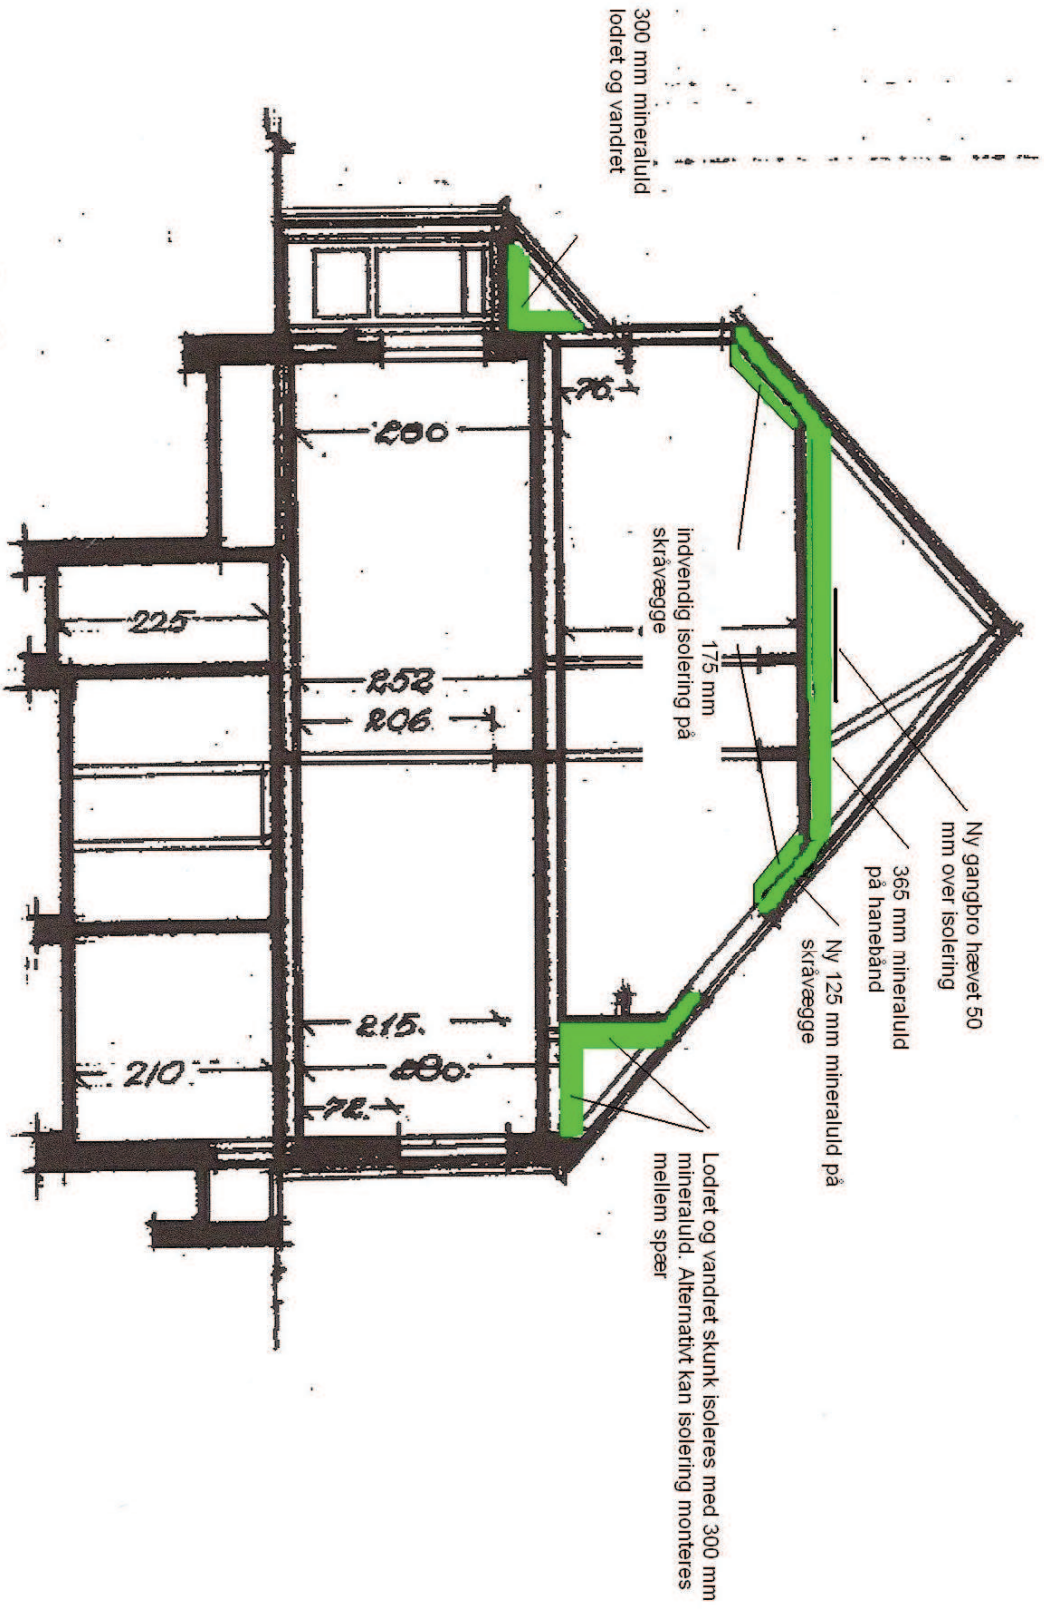 300 mm mineraluld
lodret og vandret
Ny gangbro hævet 50
mm over isolering
365 mm mineraluld
på hanebånd
Ny 125 mm mineraluld på
skråvægge
175 mm
indvendig isolering på
skråvægge
Lodret og vandret skunk isoleres med 300 mm
mineraluld. Alternativt kan isolering monteres
mellem spær
76.
280
225
252
206.
215.
280.
72.
210